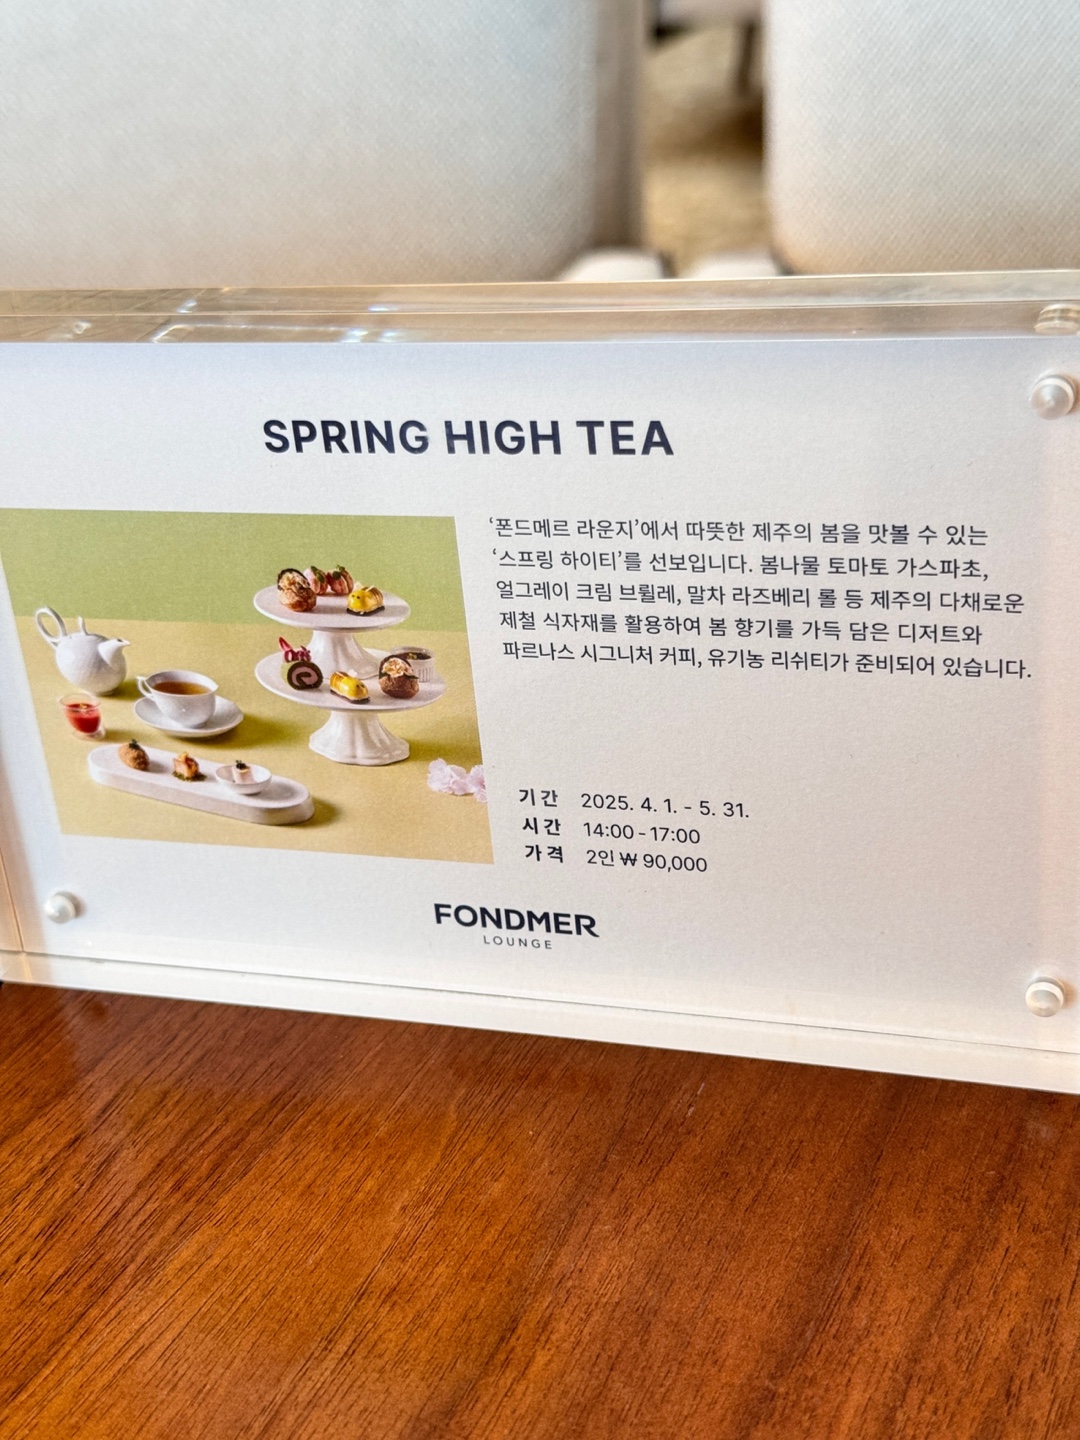 SPRING HIGH TEA
‘폰드메르 라운지’에서 따뜻한 제주의 봄을 맛볼 수 있는
‘스프링 하이티’를 선보입니다. 봄나물 토마토 가스파초,
얼그레이 크림 브륄레, 말차 라즈베리 롤 등 제주의 다채로운
제철 식자재를 활용하여 봄 향기를 가득 담은 디저트와
파르나스 시그니처 커피, 유기농 리쉬티가 준비되어 있습니다.
기 간 2025. 4. 1. - 5. 31.
시 간 14:00 - 17:00
가 격 2인 ₩ 90,000
FONDMER
LOUNGE